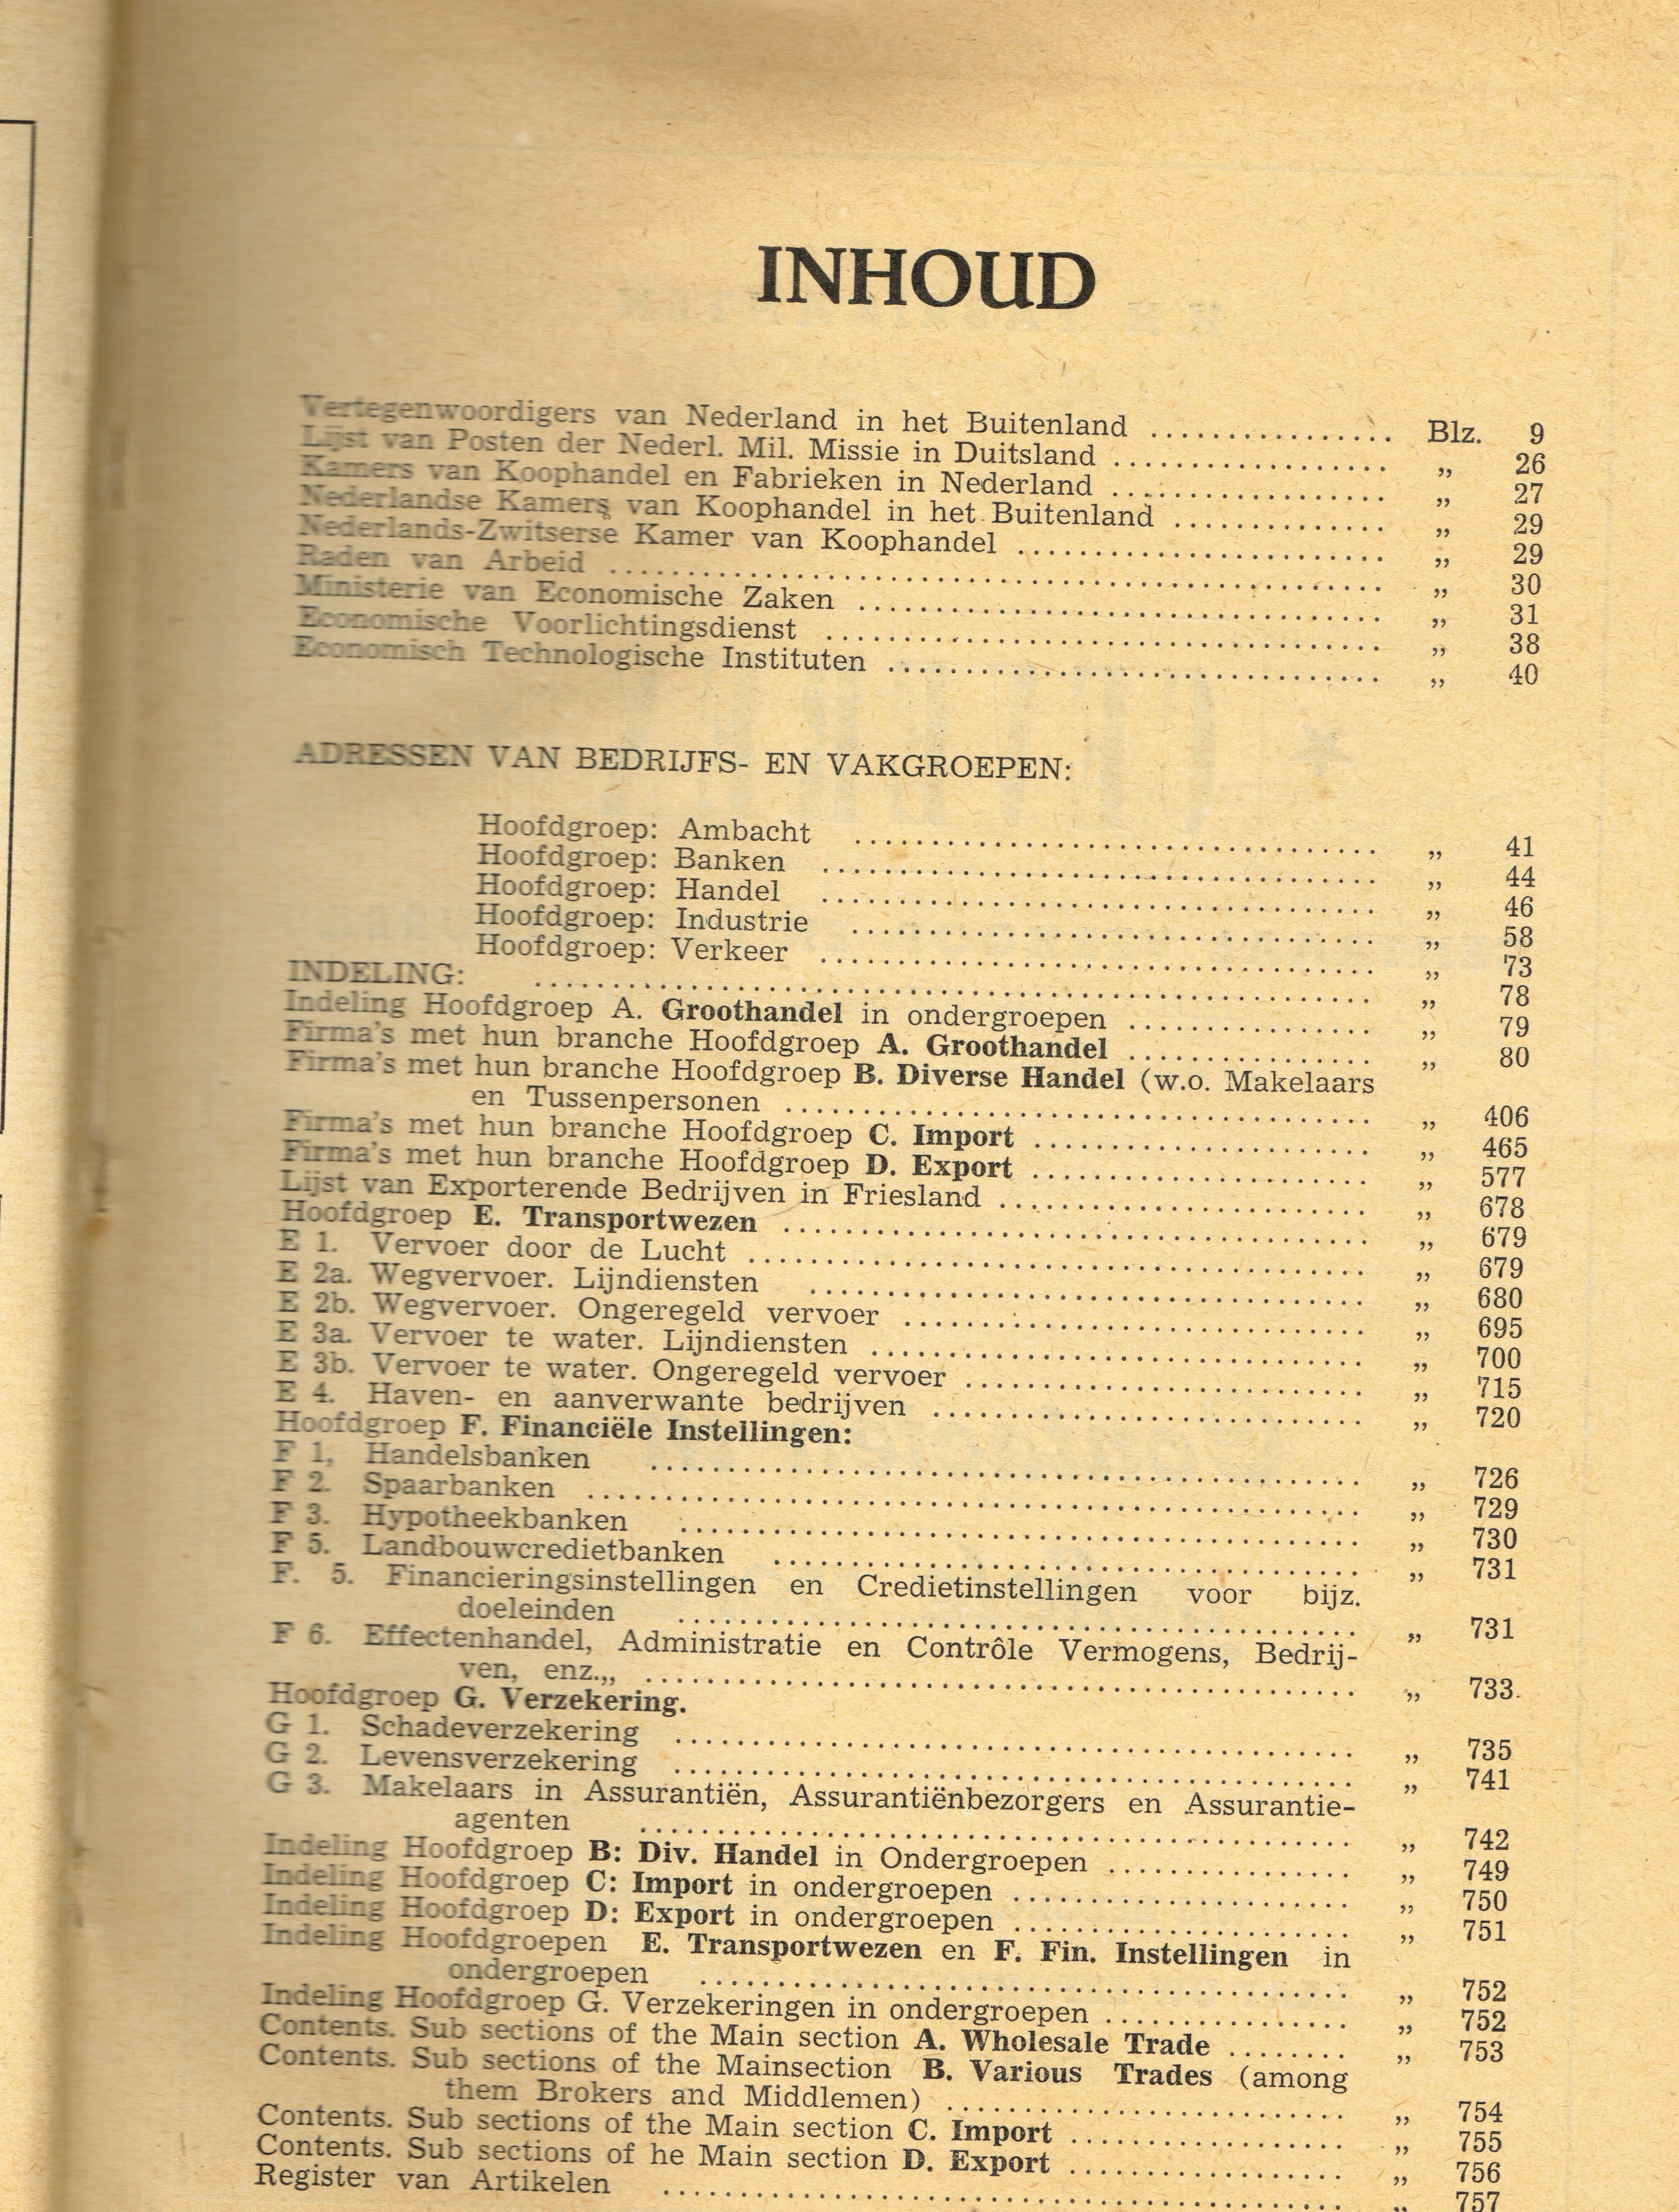 INHOUD
Vertegenwoordigers van Nederland in het Buitenland ................ Blz. 9
Lijst van Posten der Nederl. Mil. Missie in Duitsland .................. „ 26
Kamers van Koophandel en Fabrieken in Nederland .................. „ 27
Nederlandse Kamers van Koophandel in het Buitenland .............. „ 29
Nederlands-Zwitserse Kamer van Koophandel ........................ „ 29
Raden van Arbeid .................................................. „ 30
Ministerie van Economische Zaken .................................. „ 31
Economische Voorlichtingsdienst .................................... „ 38
Economisch Technologische Instituten ................................ „ 40
ADRESSEN VAN BEDRIJFS- EN VAKGROEPEN:
Hoofdgroep: Ambacht .................................. „ 41
Hoofdgroep: Banken .................................... „ 44
Hoofdgroep: Handel .................................... „ 46
Hoofdgroep: Industrie .................................. „ 58
Hoofdgroep: Verkeer .................................... „ 73
INDELING: ...................................................... „ 78
Indeling Hoofdgroep A. Groothandel in ondergroepen ................ „ 79
Firma's met hun branche Hoofdgroep A. Groothandel ................ „ 80
Firma's met hun branche Hoofdgroep B. Diverse Handel (w.o. Makelaars
en Tussenpersonen ...................................... „ 406
Firma's met hun branche Hoofdgroep C. Import ...................... „ 465
Firma's met hun branche Hoofdgroep D. Export ...................... „ 577
Lijst van Exporterende Bedrijven in Friesland ........................ „ 678
Hoofdgroep E. Transportwezen ...................................... „ 679
E 1. Vervoer door de Lucht ........................................ „ 679
E 2a. Wegvervoer. Lijndiensten .................................... „ 680
E 2b. Wegvervoer. Ongeregeld vervoer .............................. „ 695
E 3a. Vervoer te water. Lijndiensten ................................ „ 700
E 3b. Vervoer te water. Ongeregeld vervoer .......................... „ 715
E 4. Haven- en aanverwante bedrijven ............................ „ 720
Hoofdgroep F. Financiële Instellingen:
F 1, Handelsbanken .............................................. „ 726
F 2. Spaarbanken .................................................. „ 729
F 3. Hypotheekbanken ............................................ „ 730
F 5. Landbouwcredietbanken ...................................... „ 731
F. 5. Financieringsinstellingen en Credietinstellingen voor bijz.
doeleinden ............................................ „ 731
F 6. Effectenhandel, Administratie en Contrôle Vermogens, Bedrij-
ven, enz.,, .............................................. „ 733
Hoofdgroep G. Verzekering.
G 1. Schadeverzekering ............................................ „ 735
G 2. Levensverzekering ............................................ „ 741
G 3. Makelaars in Assurantiën, Assurantiënbezorgers en Assurantie-
agenten .............................................. „ 742
Indeling Hoofdgroep B: Div. Handel in Ondergroepen ................ „ 749
Indeling Hoofdgroep C: Import in ondergroepen ...................... „ 750
Indeling Hoofdgroep D: Export in ondergroepen ...................... „ 751
Indeling Hoofdgroepen E. Transportwezen en F. Fin. Instellingen in
ondergroepen .......................................... „ 752
Indeling Hoofdgroep G. Verzekeringen in ondergroepen ................ „ 752
Contents. Sub sections of the Main section A. Wholesale Trade ........ „ 753
Contents. Sub sections of the Mainsection B. Various Trades (among
them Brokers and Middlemen) .......................... „ 754
Contents. Sub sections of the Main section C. Import .................. „ 755
Contents. Sub sections of he Main section D. Export .................. „ 756
Register van Artikelen ............................................ „ 757